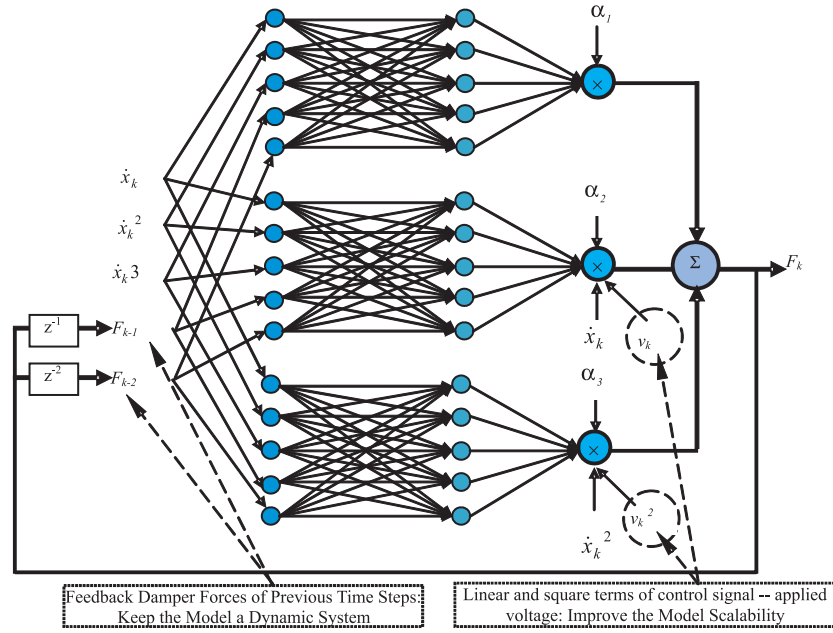 α₁
ẋₖ
ẋₖ²
ẋₖ3
z⁻¹
Fₖ₋₁
z⁻²
Fₖ₋₂
×
α₂
×
Σ
Fₖ
ẋₖ
vₖ
α₃
×
ẋₖ²
vₖ²
Feedback Damper Forces of Previous Time Steps:
Keep the Model a Dynamic System
Linear and square terms of control signal -- applied
voltage: Improve the Model Scalability